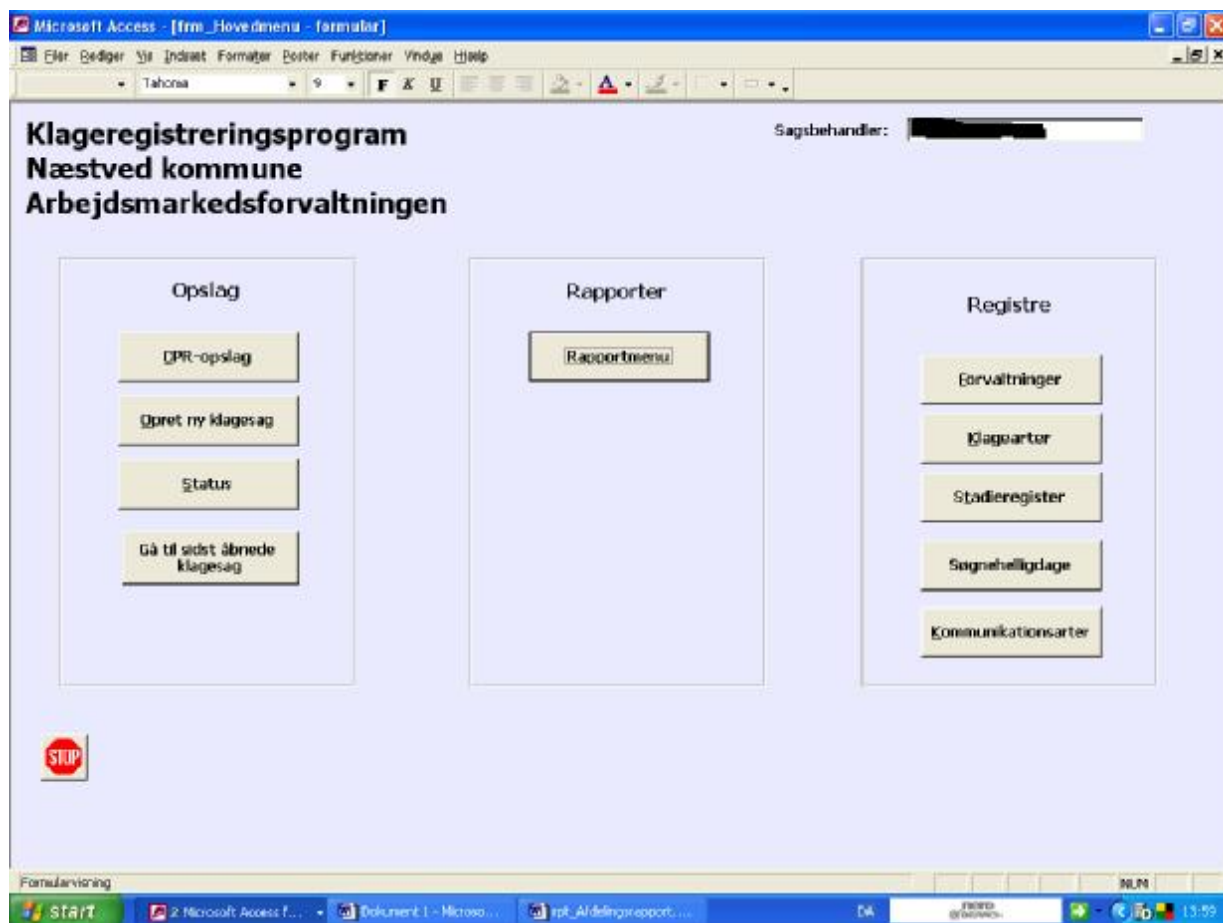 Microsoft Access - [frm_Hovedmenu - formular]
Filer Rediger Vis Indsæt Formater Poster Funktioner Vindue Hjælp
Tahoma 9 F K U A
Klageregistreringsprogram
Næstved kommune
Arbejdsmarkedsforvaltningen
Sagsbehandler:
Opslag
CPR-opslag
Opret ny klagesag
Status
Gå til sidst åbnede
klagesag
Rapporter
Rapportmenu
Registre
Forvaltninger
Klagearter
Stadieregister
Søgnehelligdage
Kommunikationsarter
STOP
Formularvisning
NUM
start
2 Microsoft Access f...
Dokument 1 - Microso...
rpt_Afdelingsrapport....
DA
13:59